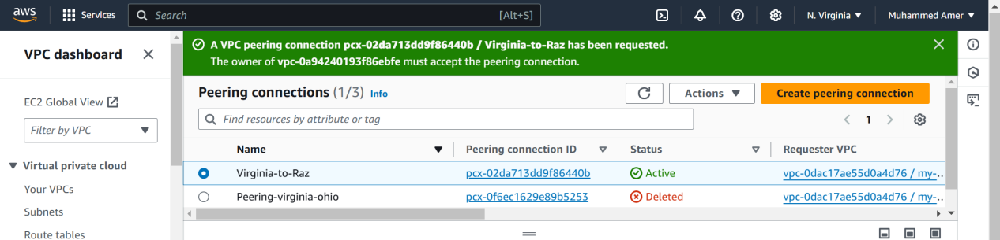 aws Services Search [Alt+S] N. Virginia Muhammed Amer
VPC dashboard
EC2 Global View
Filter by VPC
Virtual private cloud
Your VPCs
Subnets
Route tables
A VPC peering connection pcx-02da713dd9f86440b / Virginia-to-Raz has been requested.
The owner of vpc-0a94240193f86ebfe must accept the peering connection.
Peering connections (1/3) Info Actions Create peering connection
Find resources by attribute or tag 1
Name Peering connection ID Status Requester VPC
Virginia-to-Raz pcx-02da713dd9f86440b Active vpc-0dac17ae55d0a4d76 / my-..
Peering-virginia-ohio pcx-0f6ec1629e89b5253 Deleted vpc-0dac17ae55d0a4d76 / my-..